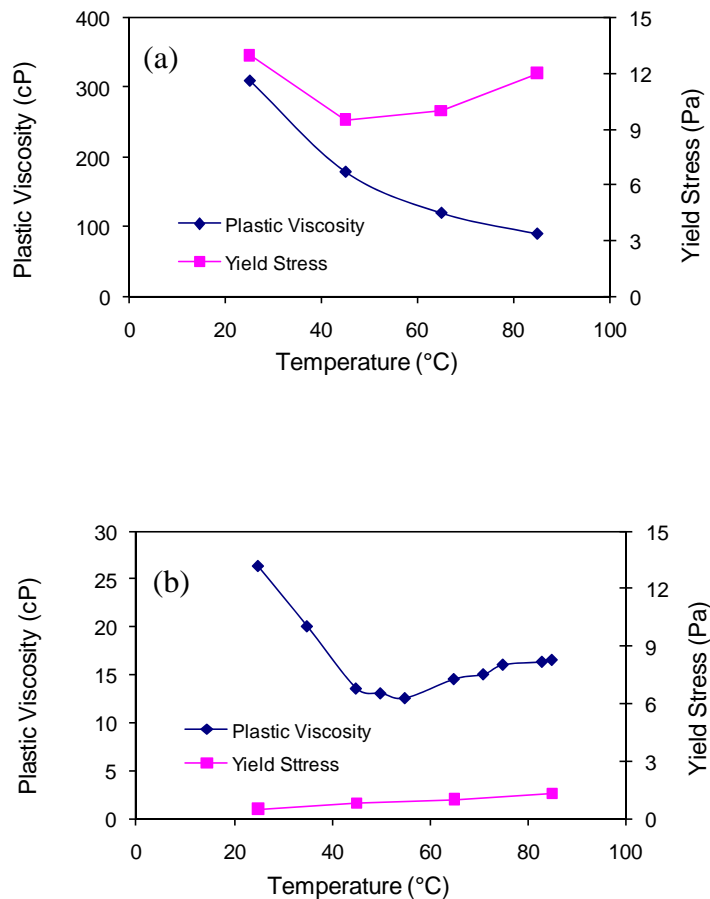 (a)
Plastic Viscosity (cP)
400
300
200
100
0
Yield Stress (Pa)
15
12
9
6
3
0
Plastic Viscosity
Yield Stress
0 20 40 60 80 100
Temperature (°C)
(b)
Plastic Viscosity (cP)
30
25
20
15
10
5
0
Yield Stress (Pa)
15
12
9
6
3
0
Plastic Viscosity
Yield Sttress
0 20 40 60 80 100
Temperature (°C)